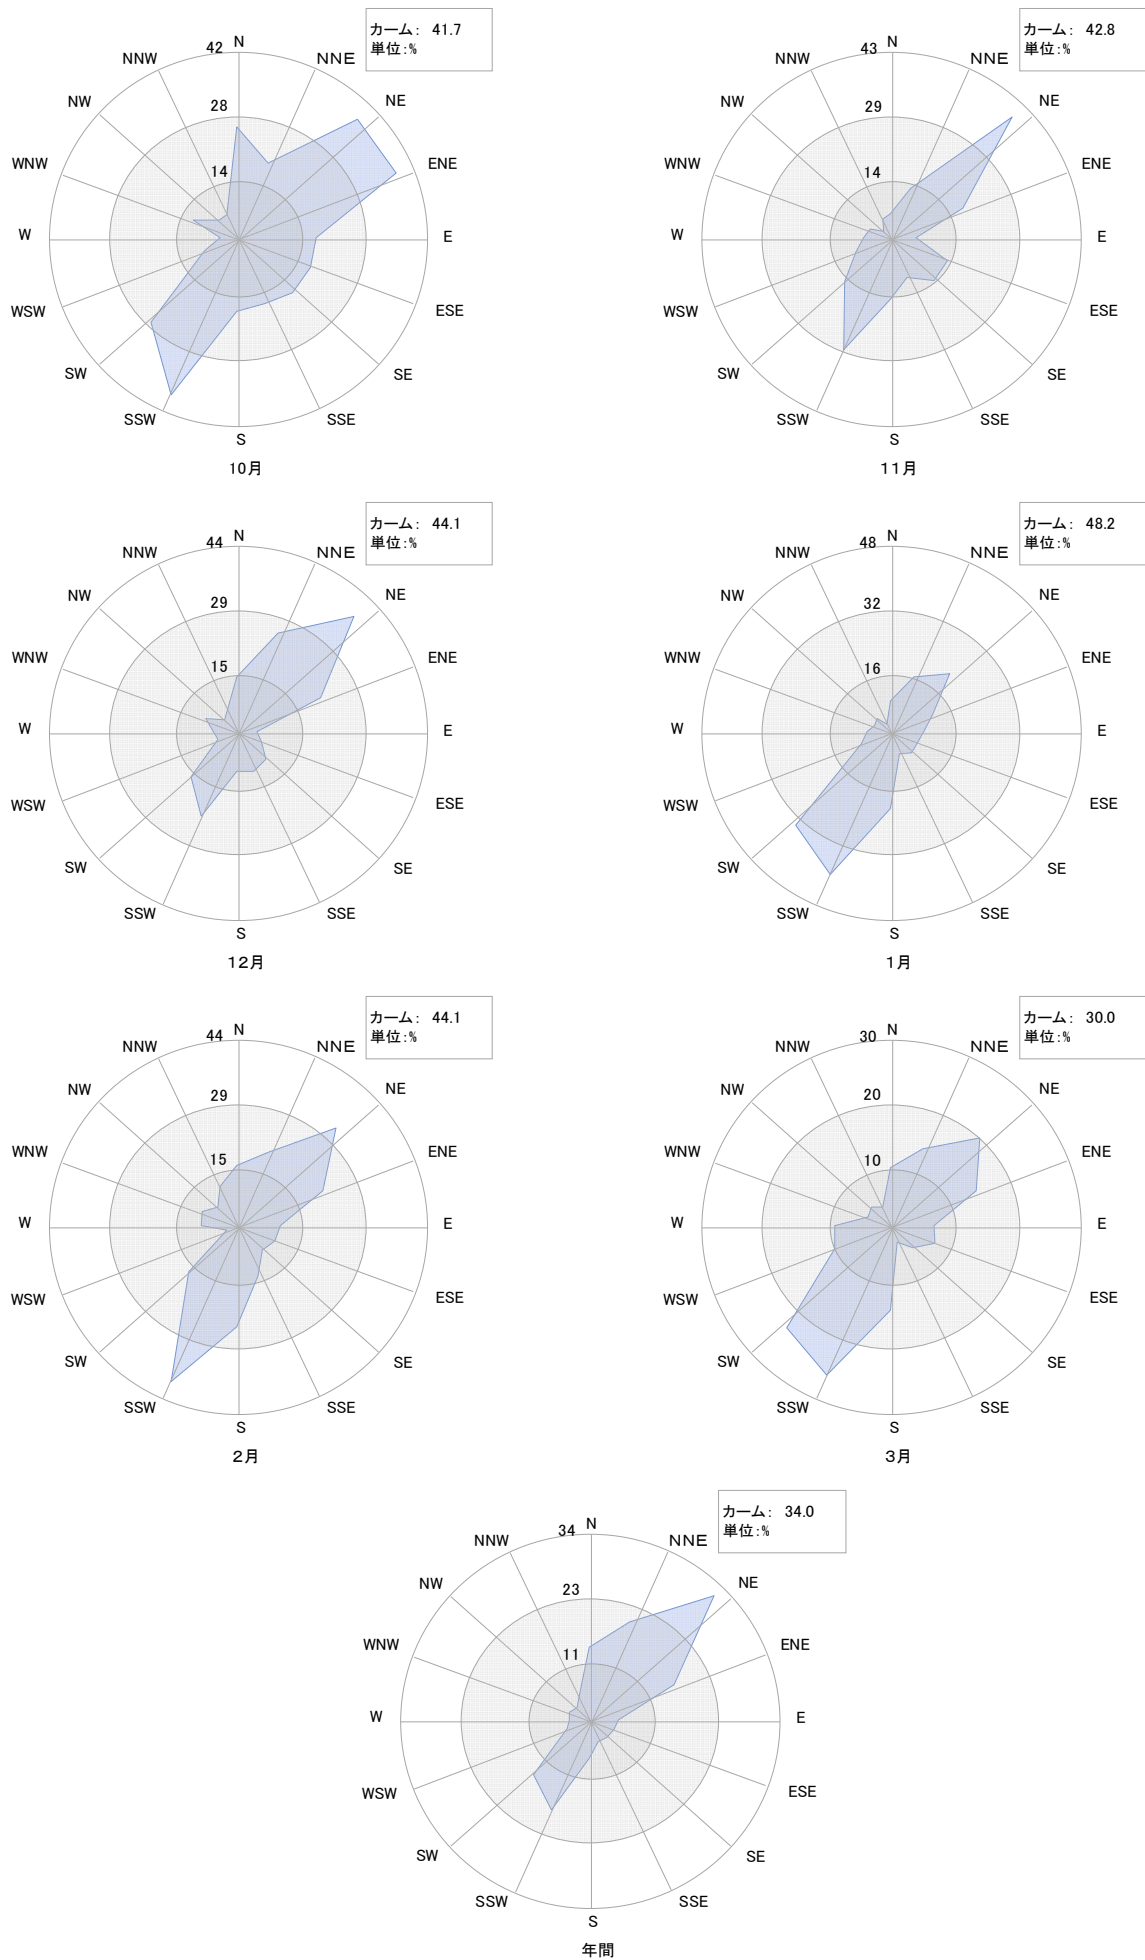 カーム： 41.7
単位：%
42
N
NNE
NE
ENE
E
ESE
SE
SSE
S
SSW
SW
WSW
W
WNW
NW
NNW
28
14
10月
カーム： 42.8
単位：%
43
N
NNE
NE
ENE
E
ESE
SE
SSE
S
SSW
SW
WSW
W
WNW
NW
NNW
29
14
11月
カーム： 44.1
単位：%
44
N
NNE
NE
ENE
E
ESE
SE
SSE
S
SSW
SW
WSW
W
WNW
NW
NNW
29
15
12月
カーム： 48.2
単位：%
48
N
NNE
NE
ENE
E
ESE
SE
SSE
S
SSW
SW
WSW
W
WNW
NW
NNW
32
16
1月
カーム： 44.1
単位：%
44
N
NNE
NE
ENE
E
ESE
SE
SSE
S
SSW
SW
WSW
W
WNW
NW
NNW
29
15
2月
カーム： 30.0
単位：%
30
N
NNE
NE
ENE
E
ESE
SE
SSE
S
SSW
SW
WSW
W
WNW
NW
NNW
20
10
3月
カーム： 34.0
単位：%
34
N
NNE
NE
ENE
E
ESE
SE
SSE
S
SSW
SW
WSW
W
WNW
NW
NNW
23
11
年間